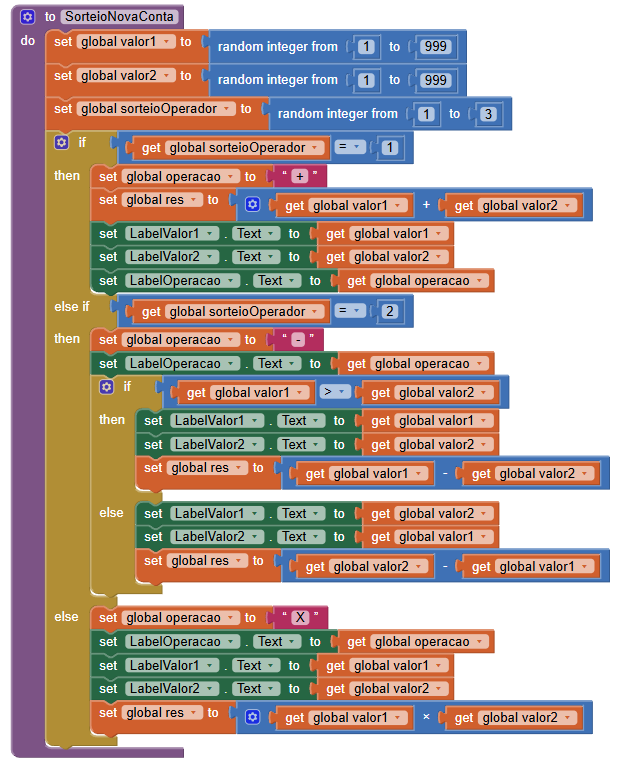 to SorteioNovaConta
do set global valor1 to random integer from 1 to 999
set global valor2 to random integer from 1 to 999
set global sorteioOperador to random integer from 1 to 3
if get global sorteioOperador = 1
then set global operacao to " + "
set global res to get global valor1 + get global valor2
set LabelValor1 . Text to get global valor1
set LabelValor2 . Text to get global valor2
set LabelOperacao . Text to get global operacao
else if get global sorteioOperador = 2
then set global operacao to " - "
set LabelOperacao . Text to get global operacao
if get global valor1 > get global valor2
then set LabelValor1 . Text to get global valor1
set LabelValor2 . Text to get global valor2
set global res to get global valor1 - get global valor2
else set LabelValor1 . Text to get global valor2
set LabelValor2 . Text to get global valor1
set global res to get global valor2 - get global valor1
else set global operacao to " X "
set LabelOperacao . Text to get global operacao
set LabelValor1 . Text to get global valor1
set LabelValor2 . Text to get global valor2
set global res to get global valor1 × get global valor2